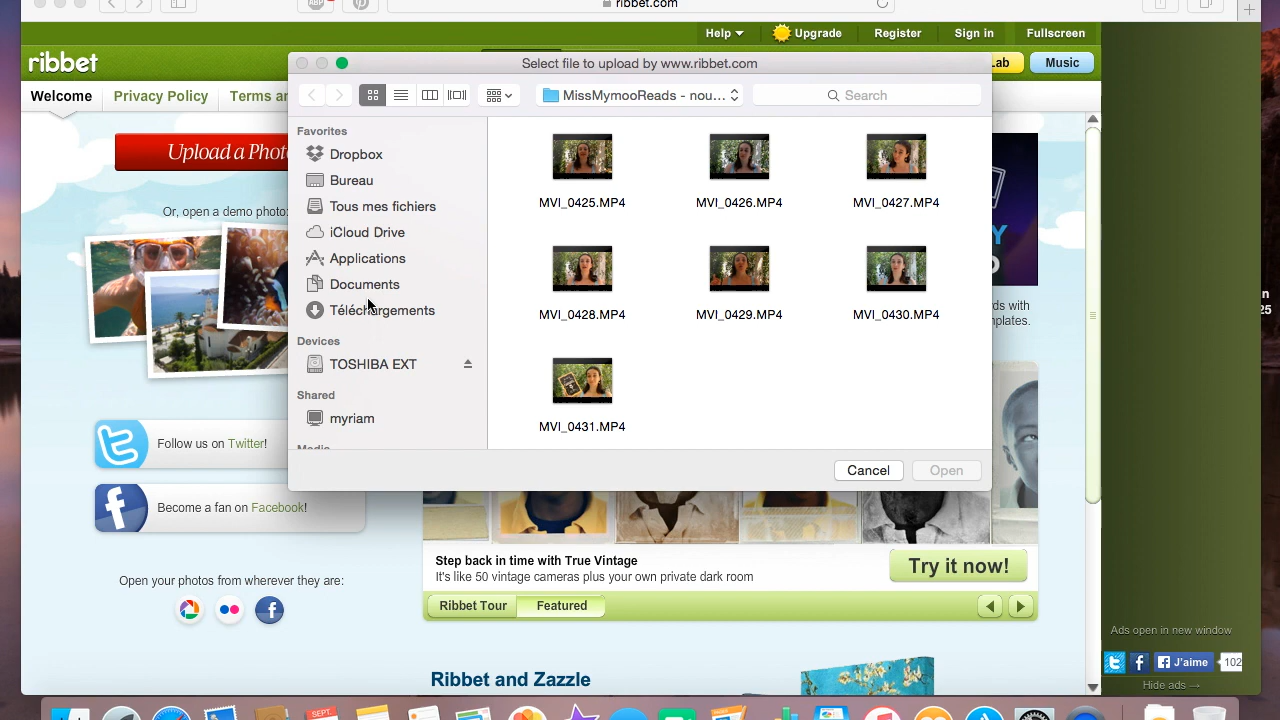 ribbet.com
Help Upgrade Register Sign in Fullscreen
ribbet
Select file to upload by www.ribbet.com
Lab Music
Welcome Privacy Policy
MissMymooReads - nou...
Search
Favorites
Dropbox
Bureau
Tous mes fichiers
iCloud Drive
Applications
Documents
Téléchargements
Devices
TOSHIBA EXT
Shared
myriam
MVI_0425.MP4 MVI_0426.MP4 MVI_0427.MP4
MVI_0428.MP4 MVI_0429.MP4 MVI_0430.MP4
MVI_0431.MP4
Cancel Open
Upload a
Or, open a demo photo:
Follow us on Twitter!
Become a fan on Facebook!
Open your photos from wherever they are:
with
Step back in time with True Vintage
It's like 50 vintage cameras plus your own private dark room
Try it now!
Ribbet Tour Featured
Ribbet and Zazzle
Ads open in new window
J'aime 102
Hide ads →
SEPT.